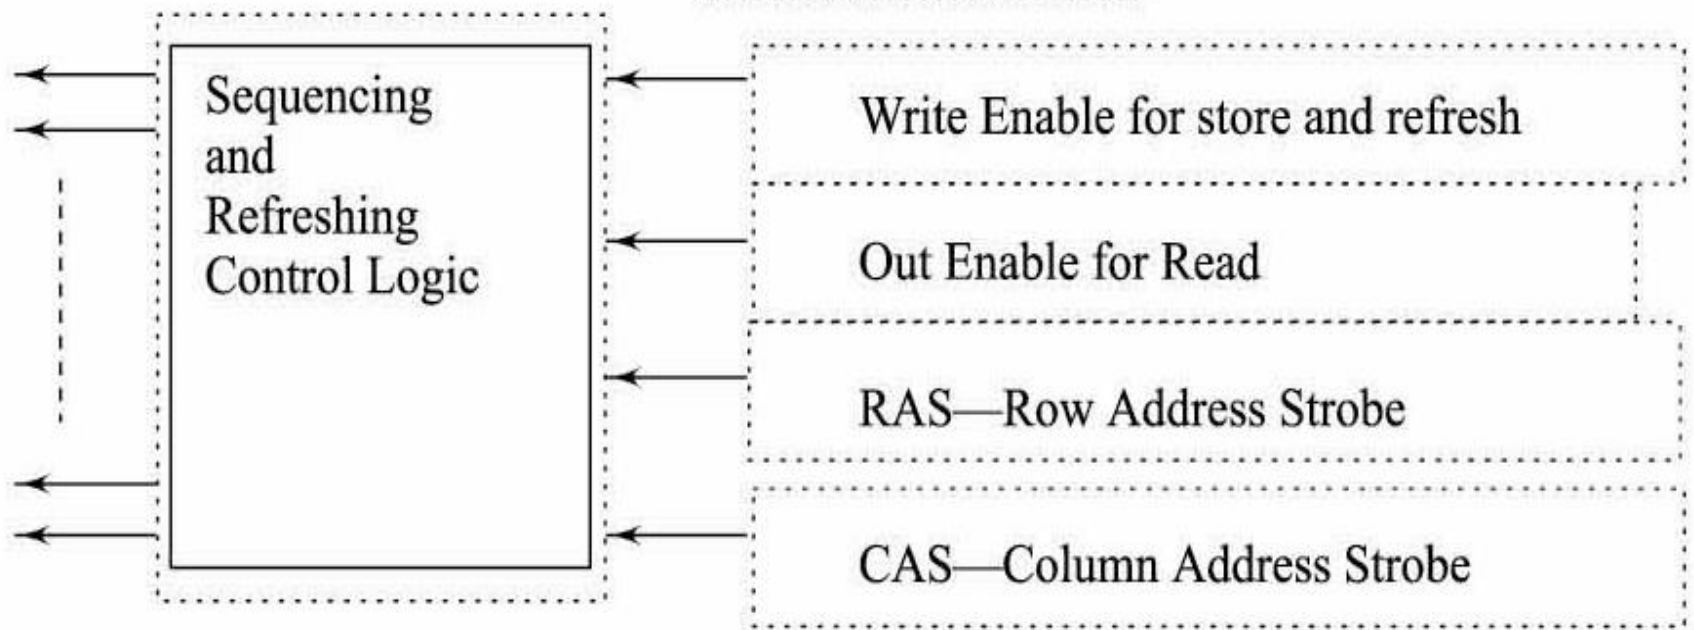 Sequencing
and
Refreshing
Control Logic
Write Enable for store and refresh
Out Enable for Read
RAS—Row Address Strobe
CAS—Column Address Strobe